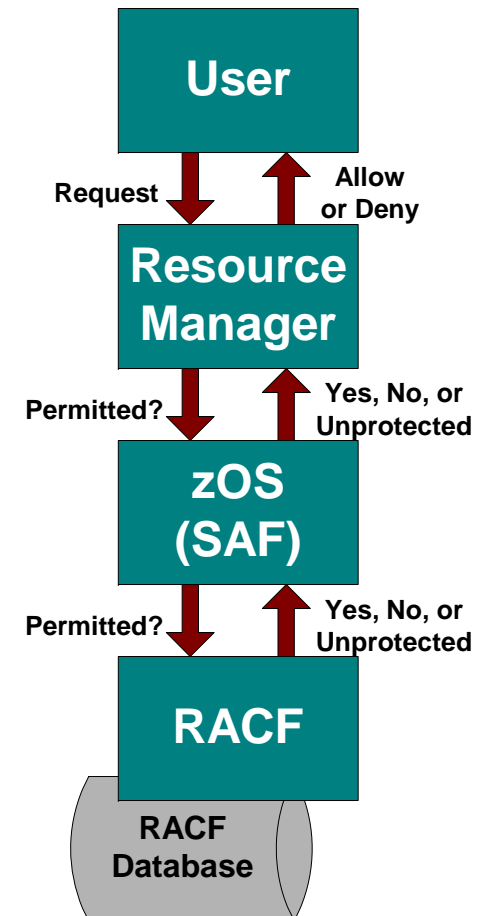 User
Request
Allow
or Deny
Resource
Manager
Permitted?
Yes, No, or
Unprotected
zOS
(SAF)
Permitted?
Yes, No, or
Unprotected
RACF
RACF
Database